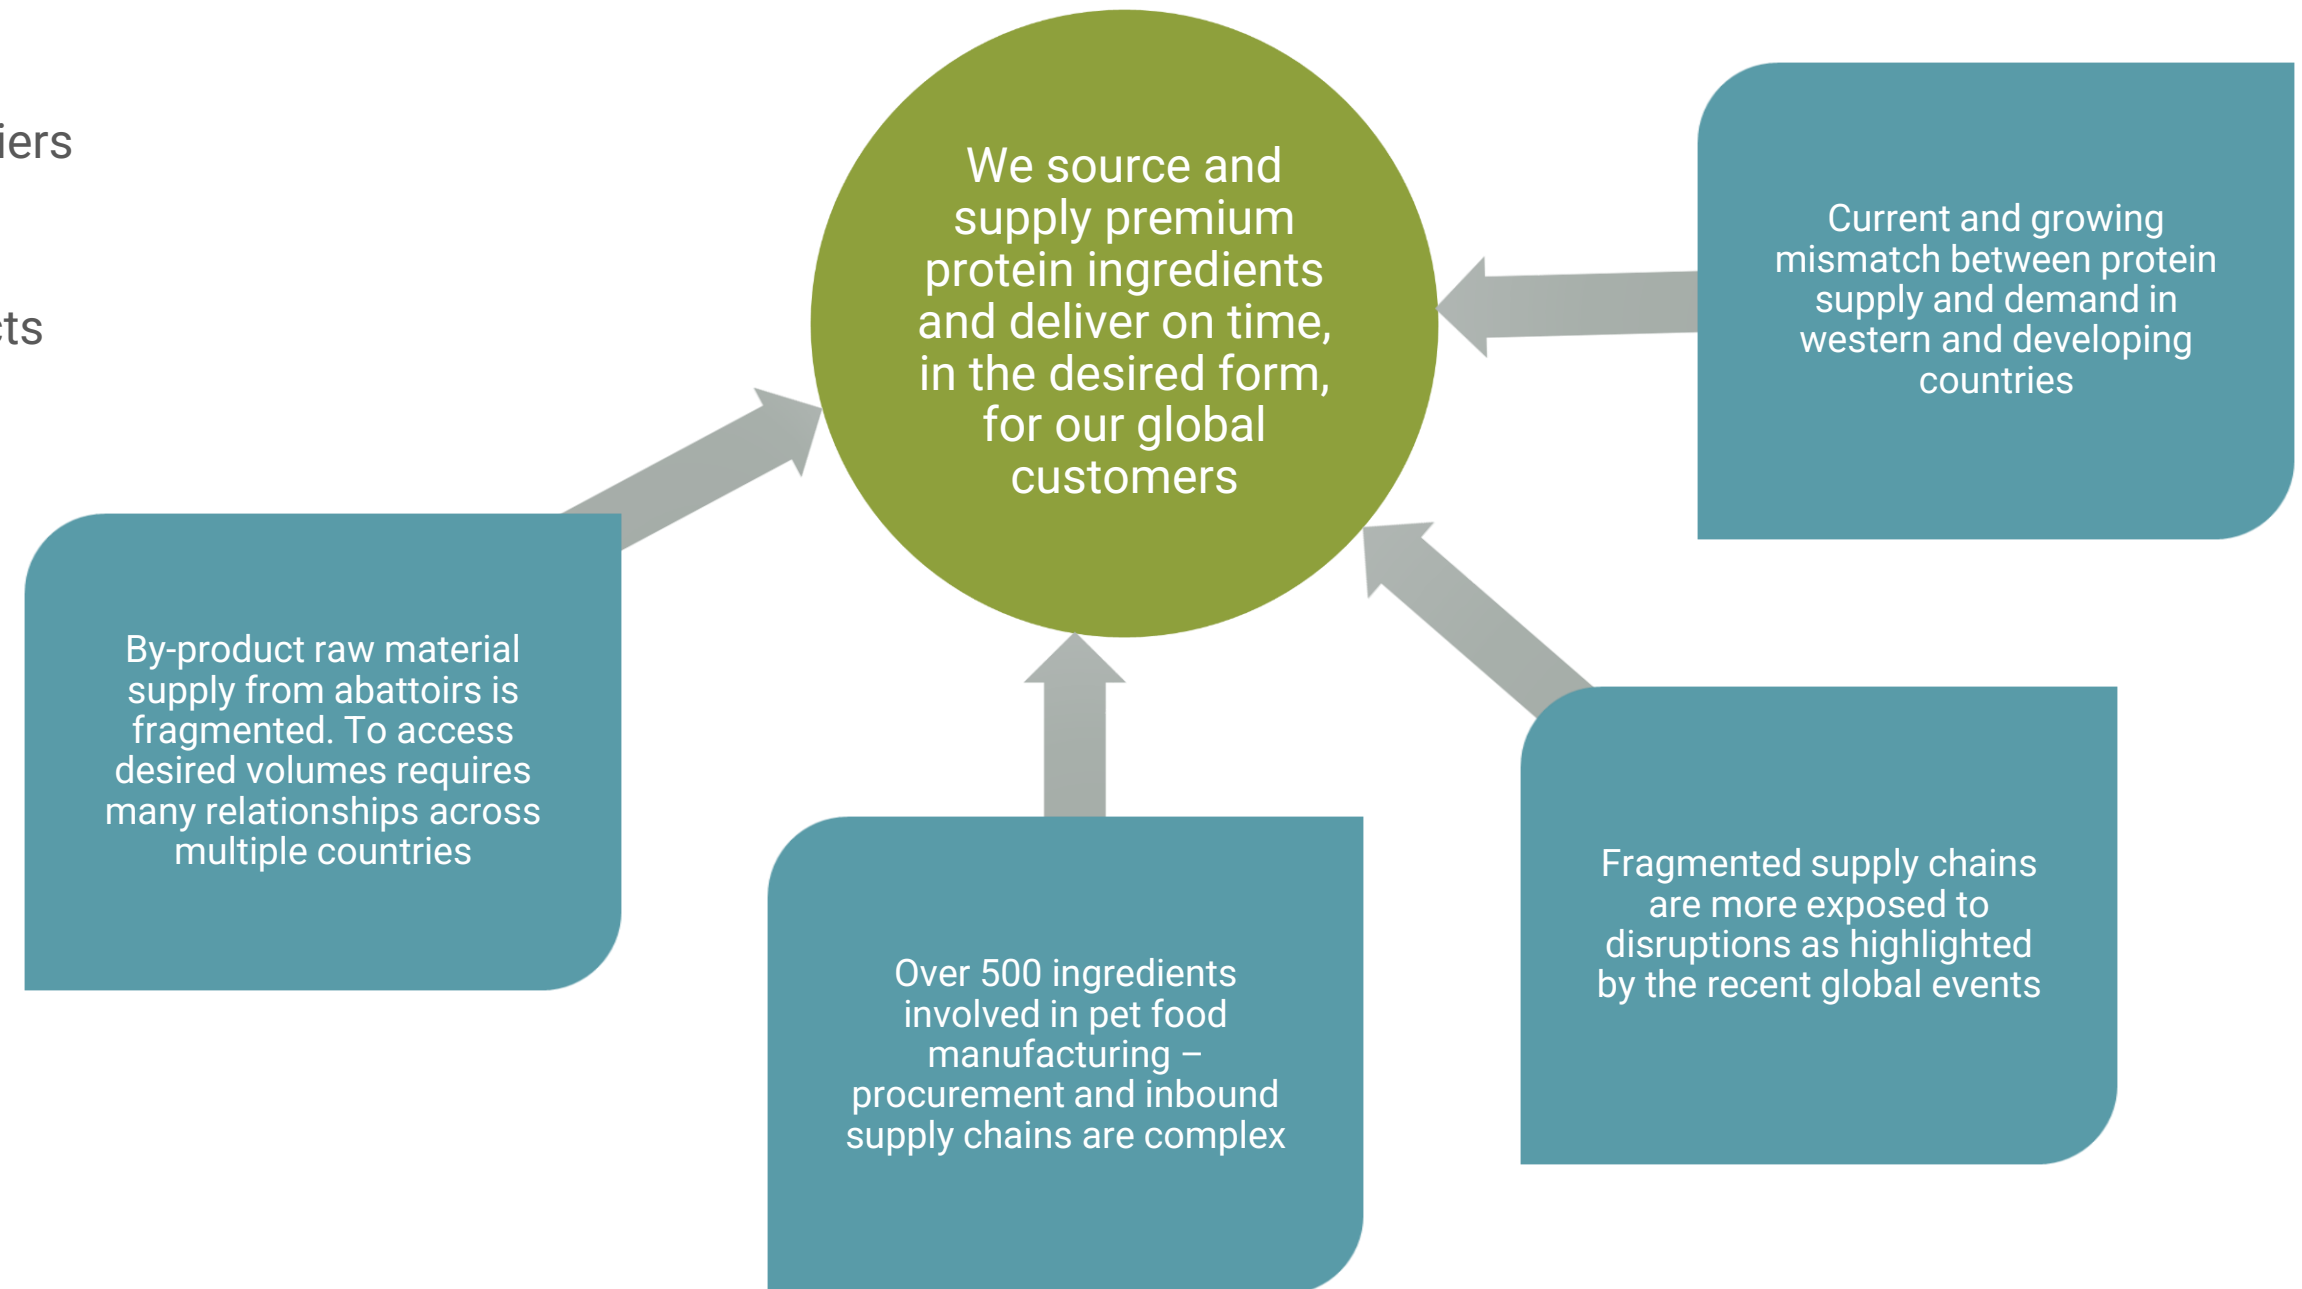 iers
cts
We source and
supply premium
protein ingredients
and deliver on time,
in the desired form,
for our global
customers
Current and growing
mismatch between protein
supply and demand in
western and developing
countries
By-product raw material
supply from abattoirs is
fragmented. To access
desired volumes requires
many relationships across
multiple countries
Over 500 ingredients
involved in pet food
manufacturing –
procurement and inbound
supply chains are complex
Fragmented supply chains
are more exposed to
disruptions as highlighted
by the recent global events